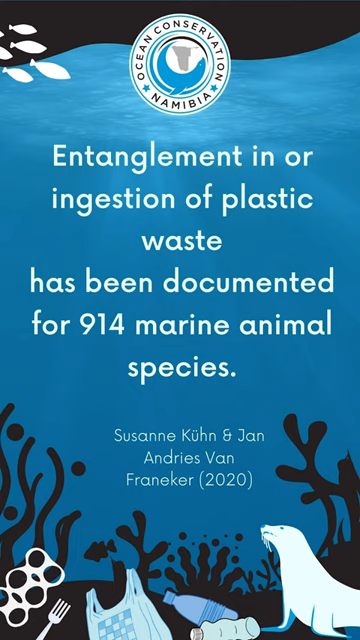 OCEAN CONSERVATION
NAMIBIA
Entanglement in or
ingestion of plastic
waste
has been documented
for 914 marine animal
species.
Susanne Kühn & Jan
Andries Van
Franeker (2020)